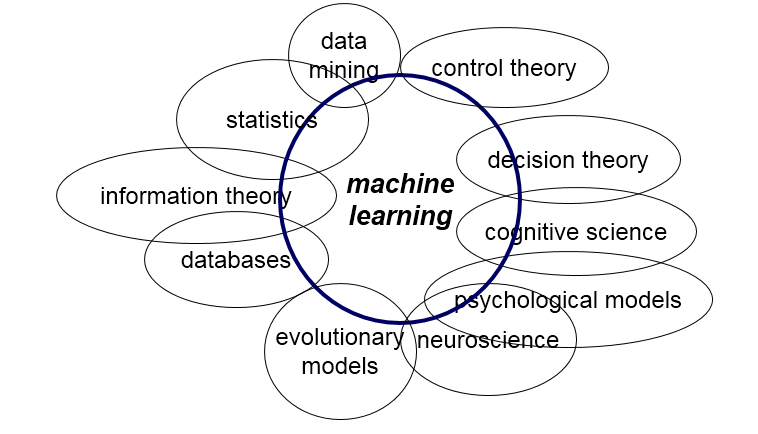 data
mining
control theory
statistics
decision theory
machine
learning
information theory
cognitive science
databases
psychological models
evolutionary
models
neuroscience